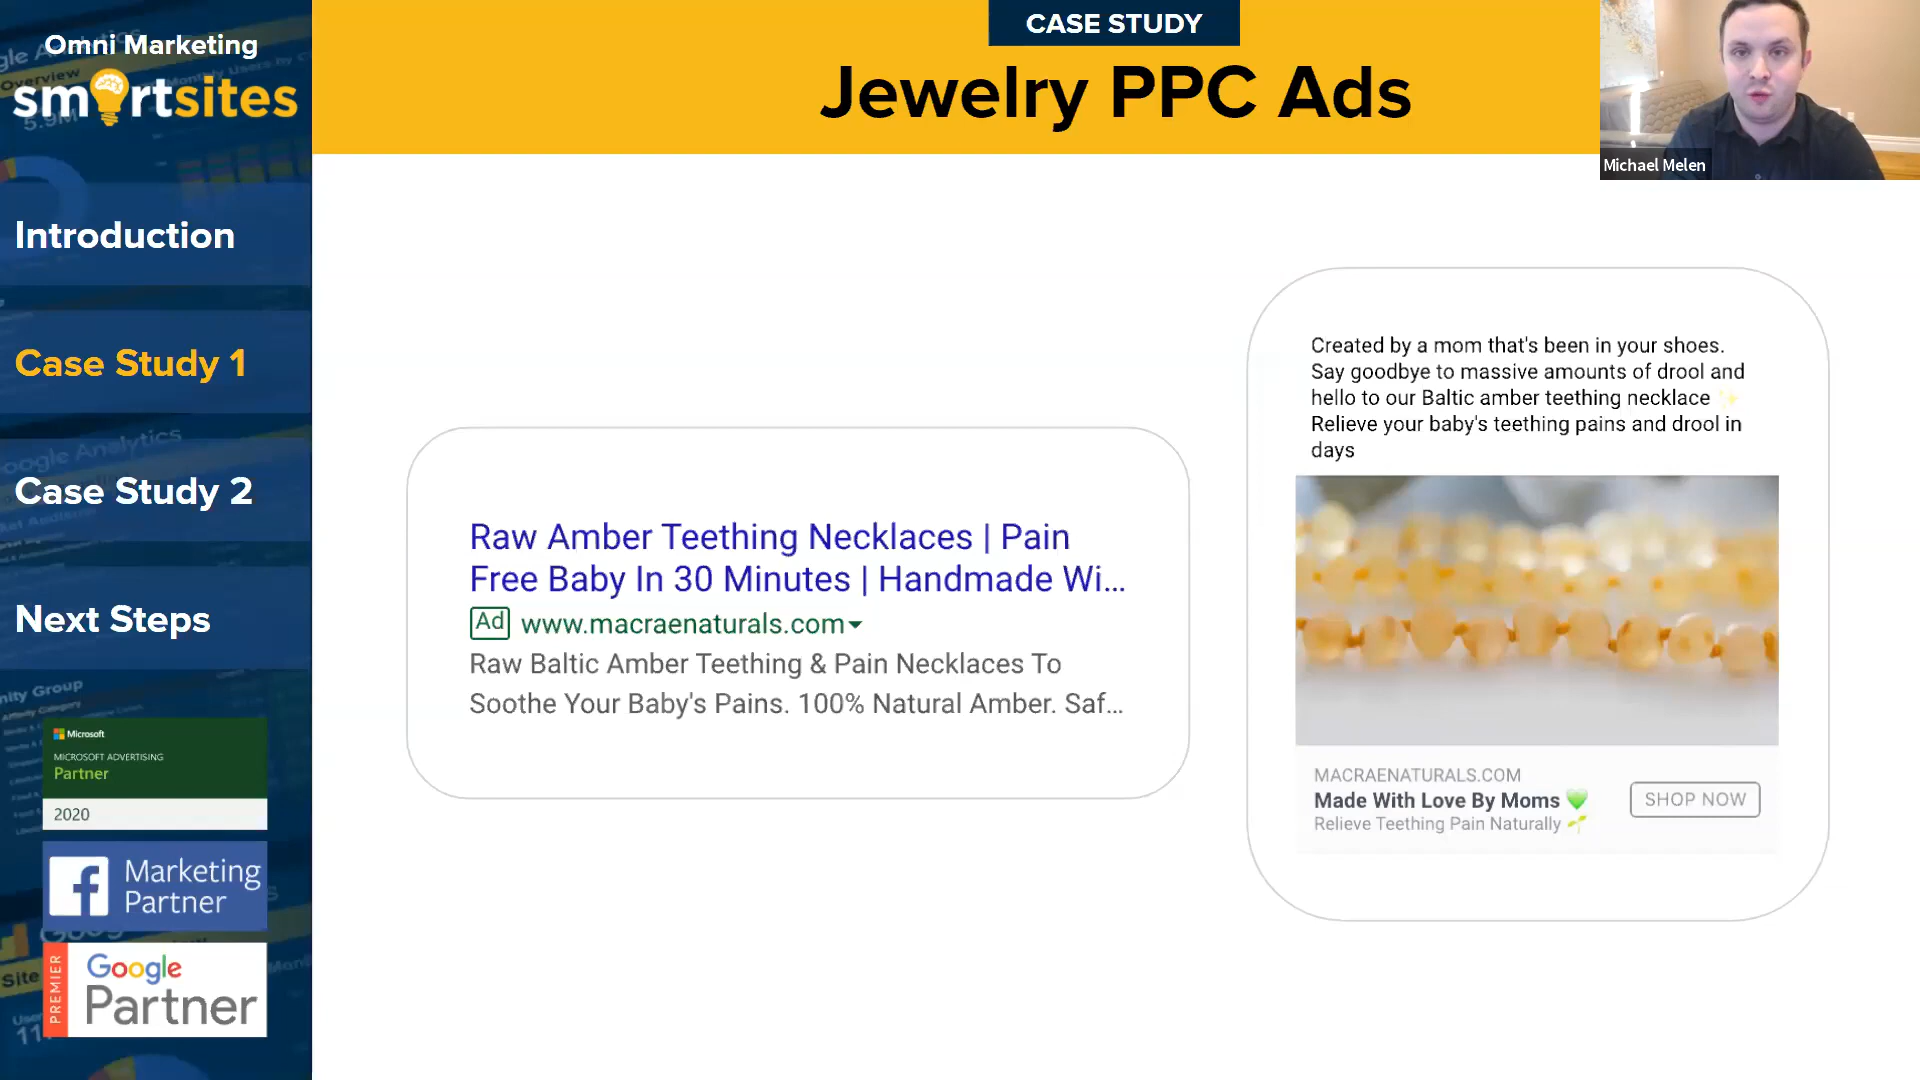 Omni Marketing
smartsites
Introduction
Case Study 1
Case Study 2
Next Steps
Microsoft
MICROSOFT ADVERTISING
Partner
2020
Marketing
Partner
PREMIER
Google
Partner
CASE STUDY
Jewelry PPC Ads
Michael Melen
Raw Amber Teething Necklaces | Pain
Free Baby In 30 Minutes | Handmade Wi...
Ad www.macraenaturals.com
Raw Baltic Amber Teething & Pain Necklaces To
Soothe Your Baby's Pains. 100% Natural Amber. Saf...
Created by a mom that's been in your shoes.
Say goodbye to massive amounts of drool and
hello to our Baltic amber teething necklace ✨
Relieve your baby's teething pains and drool in
days
MACRAENATURALS.COM
Made With Love By Moms 💚
Relieve Teething Pain Naturally 🌱
SHOP NOW